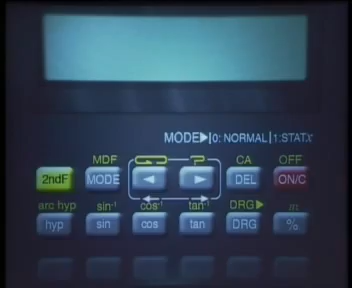 MODE▶|0: NORMAL|1:STATx
MDF CA OFF
2ndF MODE ◄ ► DEL ON/C
arc hyp sin-1 cos-1 tan-1 DRG▶ n!
hyp sin cos tan DRG %